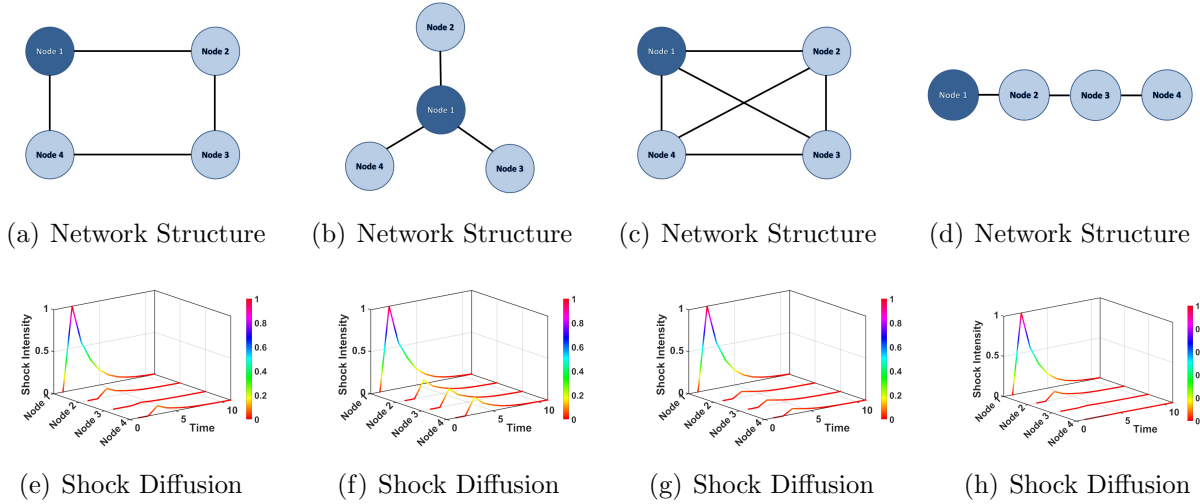 Node 1
Node 2
Node 4
Node 3
(a) Network Structure
Node 2
Node 1
Node 4
Node 3
(b) Network Structure
Node 1
Node 2
Node 4
Node 3
(c) Network Structure
Node 1
Node 2
Node 3
Node 4
(d) Network Structure
Shock Intensity
1
0.5
0
Node 1
Node 2
Node 3
Node 4
0
5
10
Time
1
0.8
0.6
0.4
0.2
0
(e) Shock Diffusion
Shock Intensity
1
0.5
0
Node 1
Node 2
Node 3
Node 4
0
5
10
Time
1
0.8
0.6
0.4
0.2
0
(f) Shock Diffusion
Shock Intensity
1
0.5
0
Node 1
Node 2
Node 3
Node 4
0
5
10
Time
1
0.8
0.6
0.4
0.2
0
(g) Shock Diffusion
Shock Intensity
1
0.5
0
Node 1
Node 2
Node 3
Node 4
0
5
10
Time
(h) Shock Diffusion